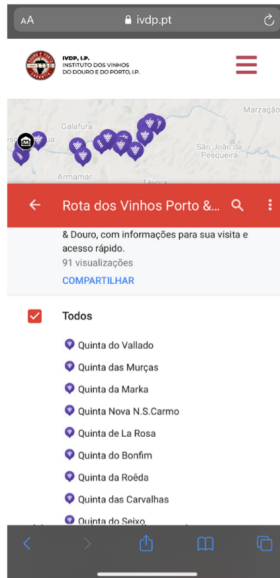 AA
ivdp.pt
IVDP, I.P.
INSTITUTO DOS VINHOS
DO DOURO E DO PORTO, I.P.
Marzagão
Galafura
São João de
Pesqueira
Armamar
Rota dos Vinhos Porto &...
& Douro, com informações para sua visita e
acesso rápido.
91 visualizações
COMPARTILHAR
Todos
Quinta do Vallado
Quinta das Murças
Quinta da Marka
Quinta Nova N.S.Carmo
Quinta de La Rosa
Quinta do Bonfim
Quinta da Roêda
Quinta das Carvalhas
Quinta do Seixo